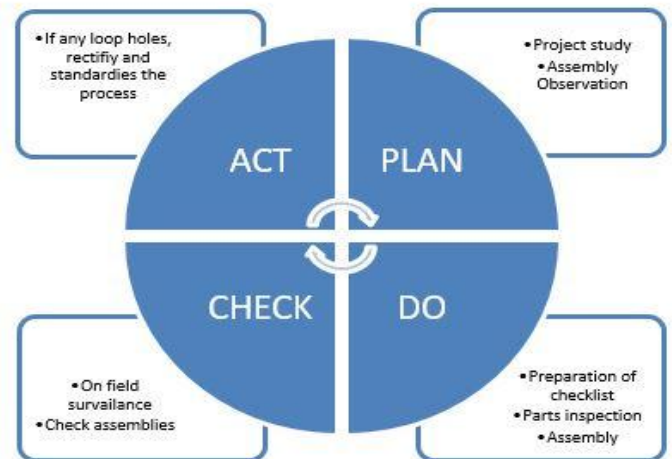 •If any loop holes,
rectifiy and
standardies the
process
•Project study
•Assembly
Observation
ACT
PLAN
CHECK
DO
•On field
survailance
•Check assemblies
•Preparation of
checklist
•Parts inspection
•Assembly